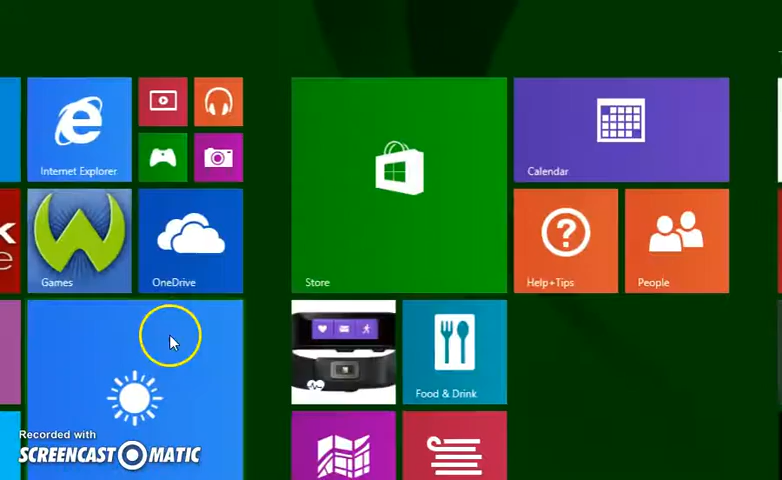 Internet Explorer
Calendar
K
e
Games
OneDrive
Store
Help+Tips
People
Food & Drink
Recorded with
SCREENCAST MATIC